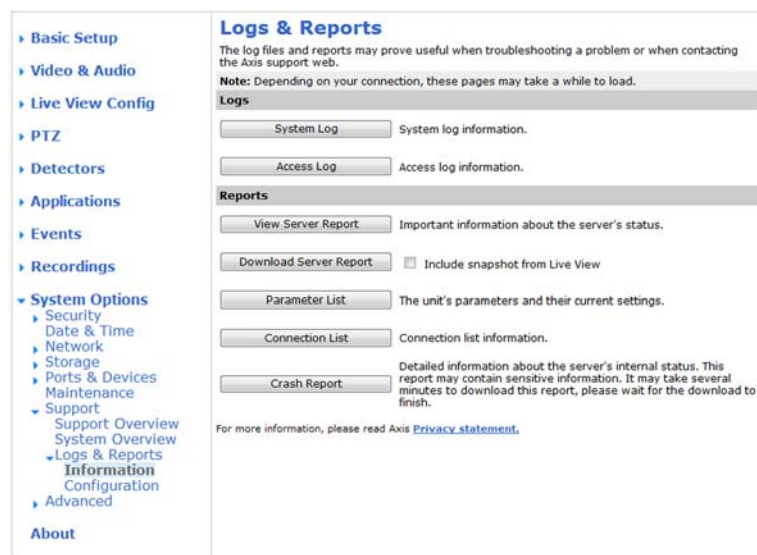 Basic Setup
Video & Audio
Live View Config
PTZ
Detectors
Applications
Events
Recordings
System Options
Security
Date & Time
Network
Storage
Ports & Devices
Maintenance
Support
Support Overview
System Overview
Logs & Reports
Information
Configuration
Advanced
About
Logs & Reports
The log files and reports may prove useful when troubleshooting a problem or when contacting
the Axis support web.
Note: Depending on your connection, these pages may take a while to load.
Logs
System Log System log information.
Access Log Access log information.
Reports
View Server Report Important information about the server's status.
Download Server Report Include snapshot from Live View
Parameter List The unit's parameters and their current settings.
Connection List Connection list information.
Crash Report Detailed information about the server's internal status. This
report may contain sensitive information. It may take several
minutes to download this report, please wait for the download to
finish.
For more information, please read Axis Privacy statement.